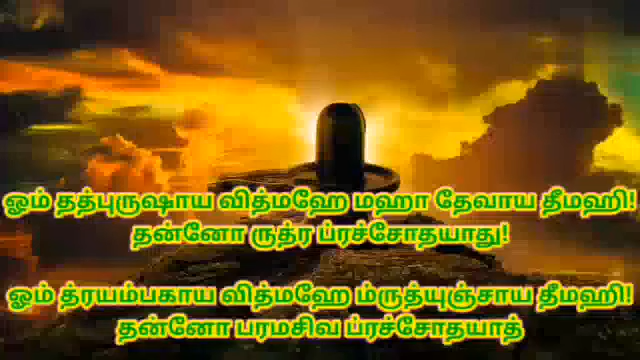 ஓம் தத்புருஷாய வித்மஹே மஹா தேவாய தீமஹி!
தன்னோ ருத்ர ப்ரச்சோதயாது!
ஓம் த்ரயம்பகாய வித்மஹே ம்ருத்யுஞ்சாய தீமஹி!
தன்னோ பரமசிவ ப்ரச்சோதயாத்